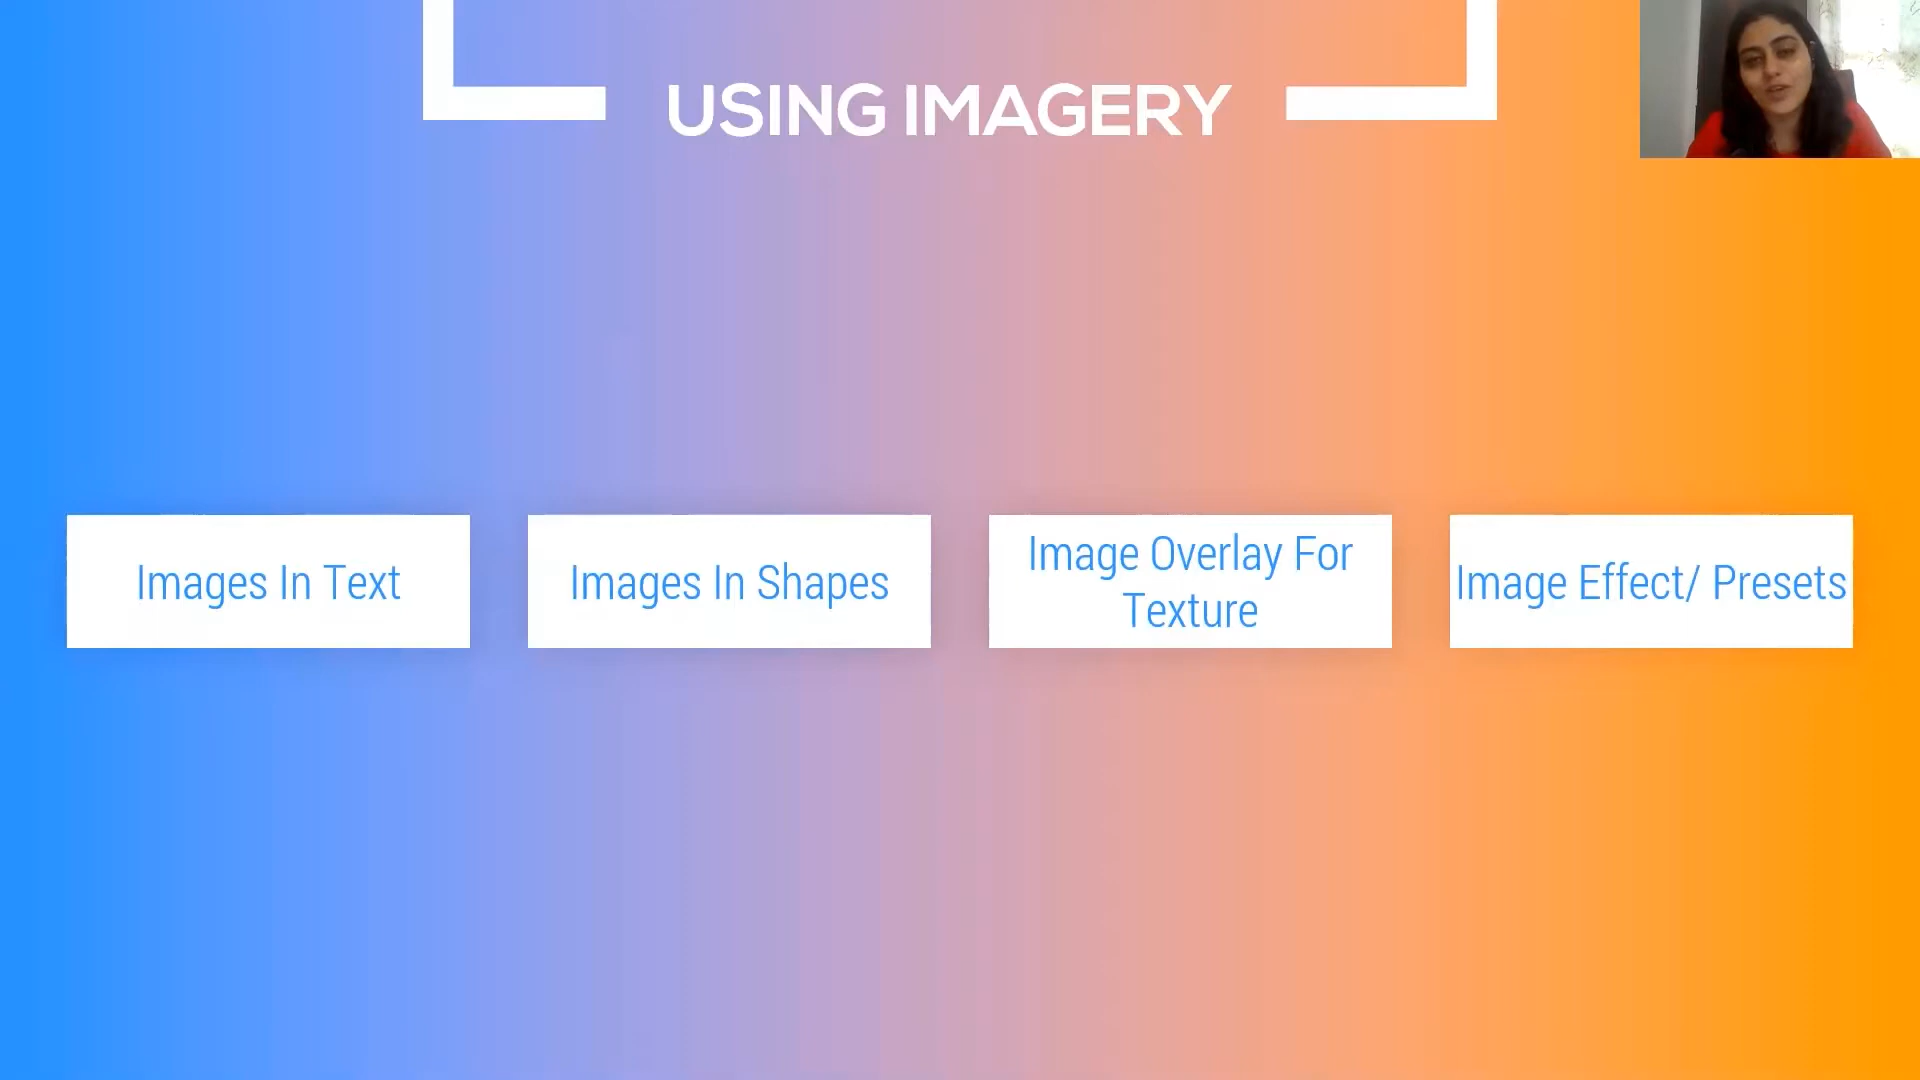 USING IMAGERY
Images In Text
Images In Shapes
Image Overlay For
Texture
Image Effect/ Presets